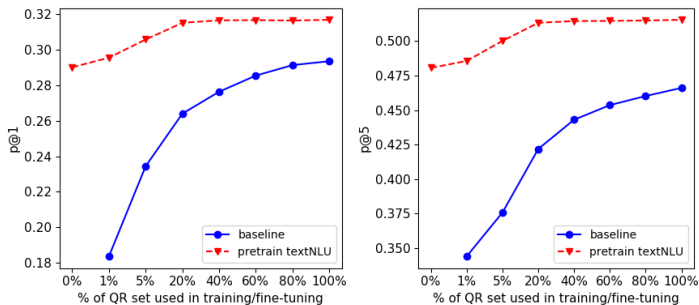 0.32
0.30
0.28
0.26
0.24
0.22
0.20
0.18
p@1
0% 1% 5% 20% 40% 60% 80% 100%
% of QR set used in training/fine-tuning
baseline
pretrain textNLU
0.500
0.475
0.450
0.425
0.400
0.375
0.350
p@5
0% 1% 5% 20% 40% 60% 80% 100%
% of QR set used in training/fine-tuning
baseline
pretrain textNLU